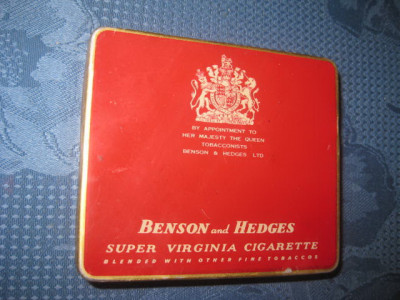 BY APPOINTMENT TO
HER MAJESTY THE QUEEN
TOBACCONISTS
BENSON & HEDGES LTD
BENSON and HEDGES
SUPER VIRGINIA CIGARETTE
BLENDED WITH OTHER FINE TOBACCOS